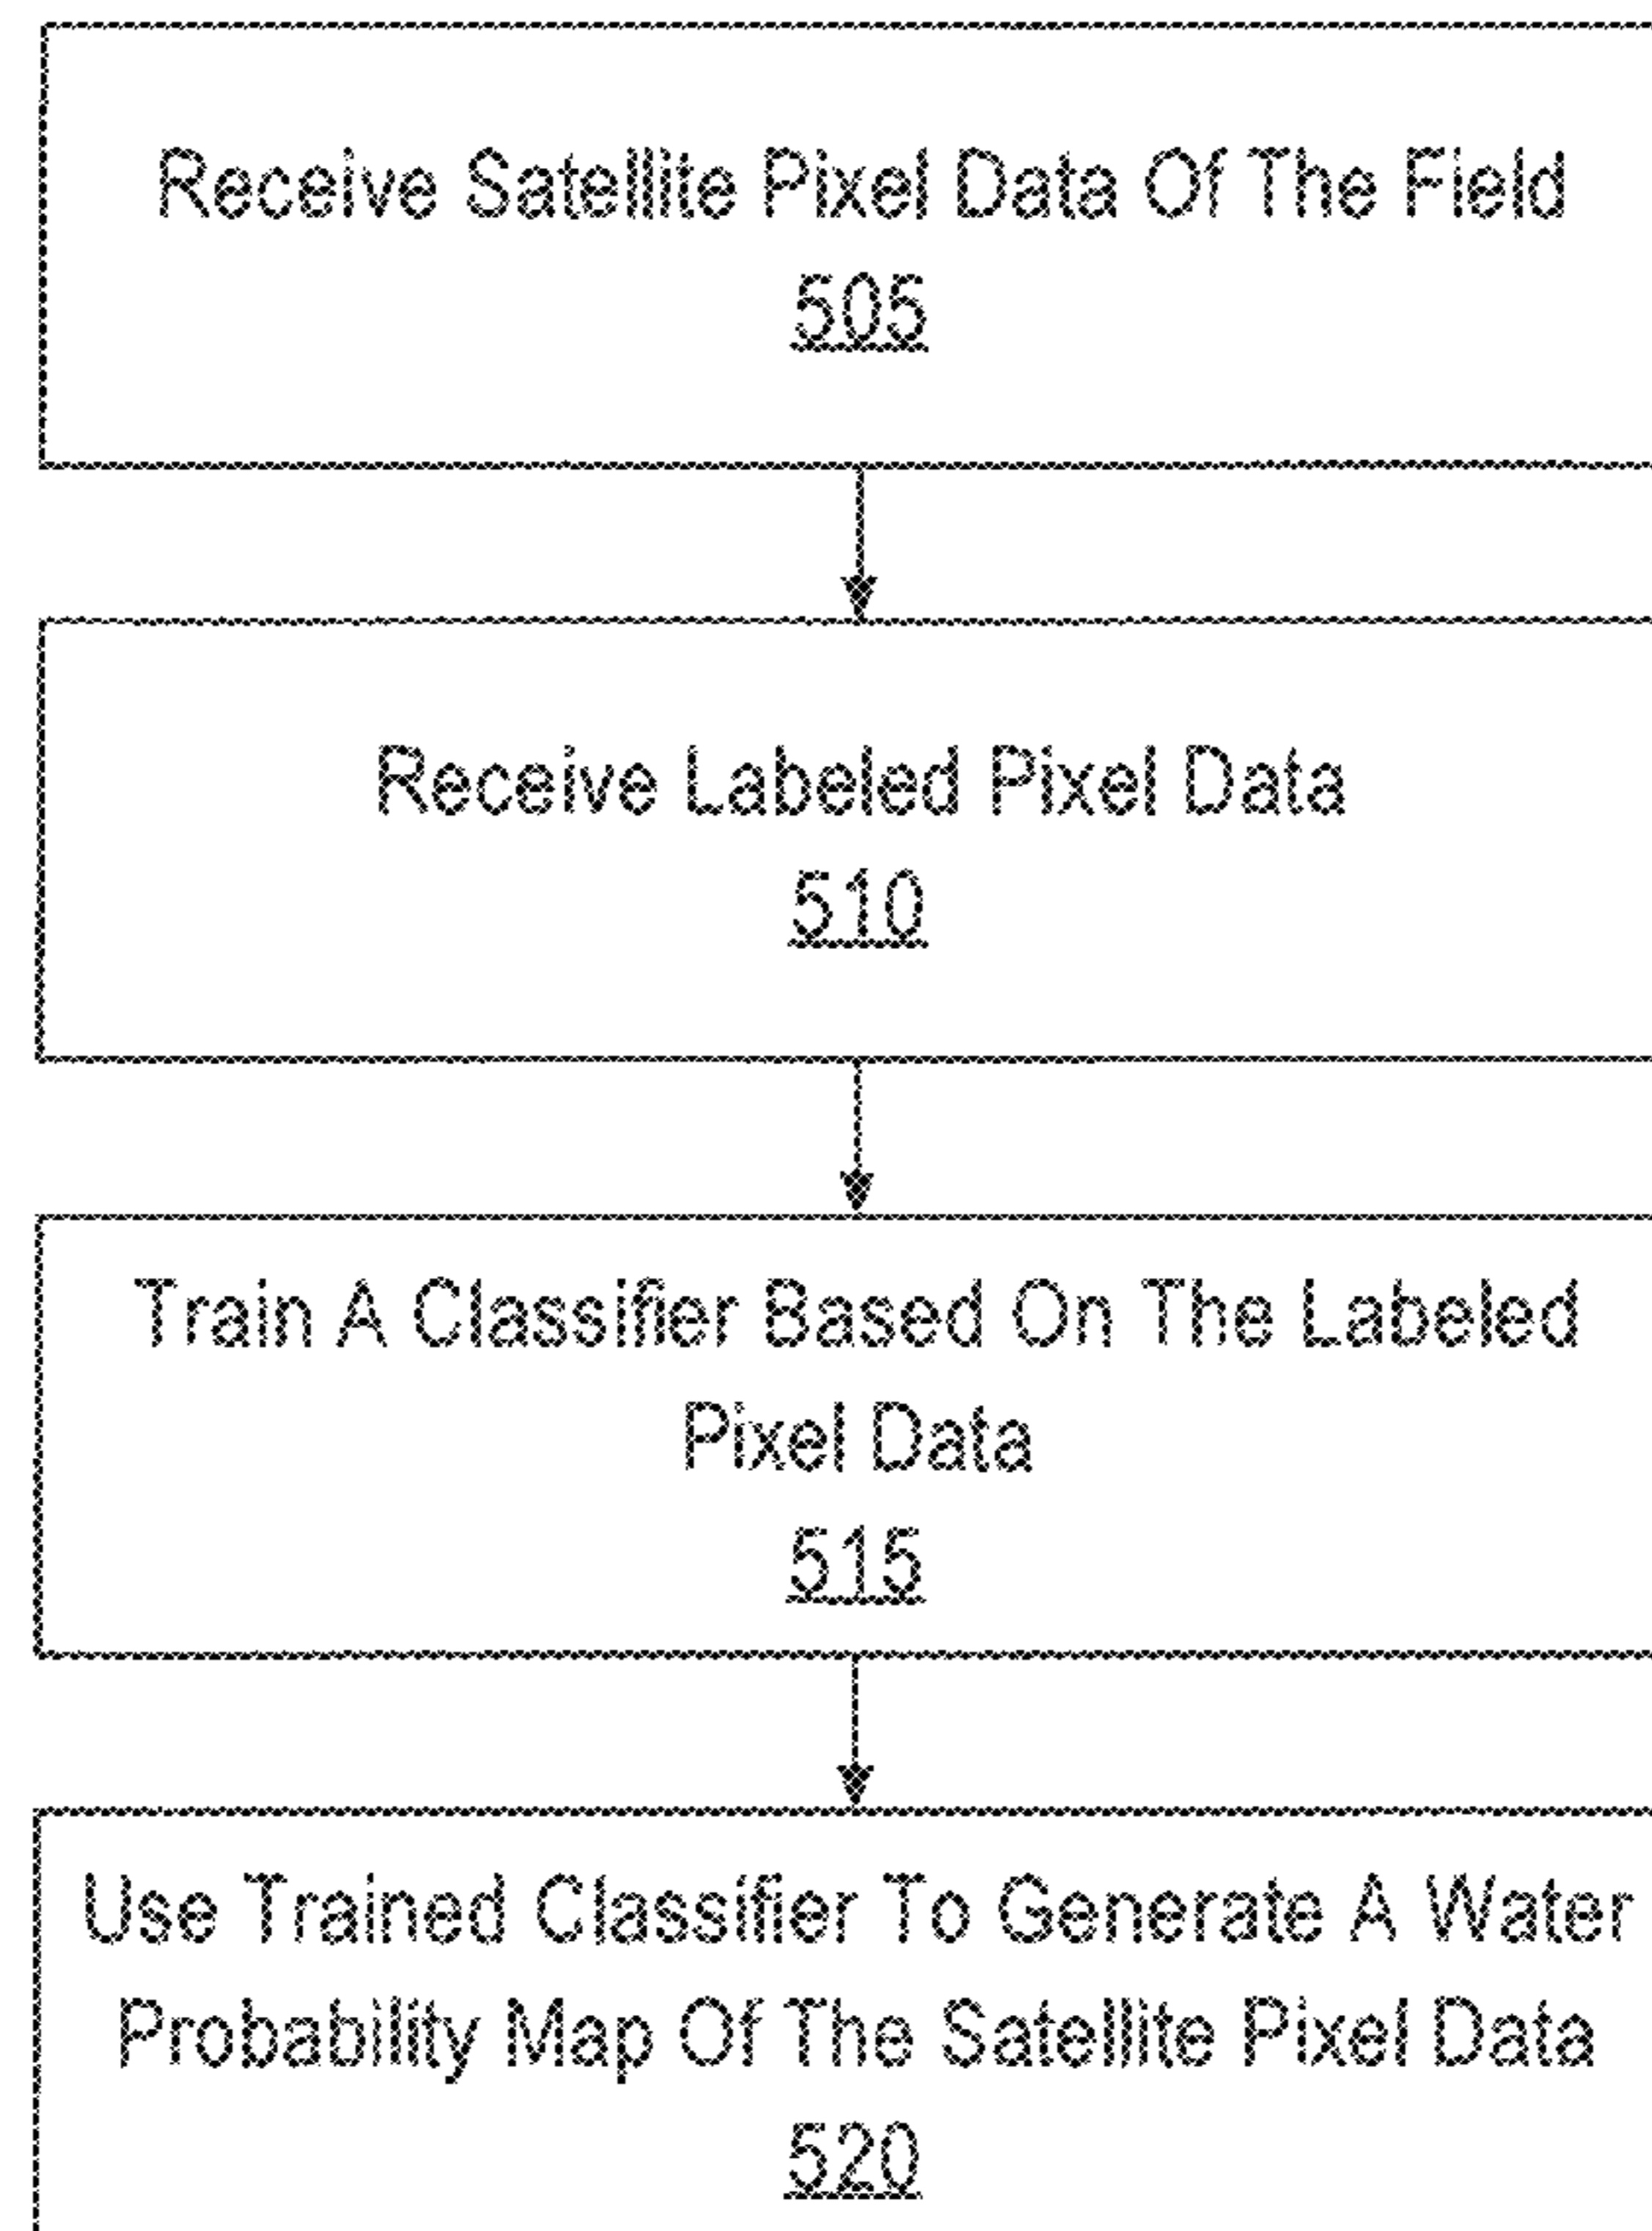 Receive Satellite Pixel Data Of The Field
505
Receive Labeled Pixel Data
510
Train A Classifier Based On The Labeled
Pixel Data
515
Use Trained Classifier To Generate A Water
Probability Map Of The Satellite Pixel Data
520